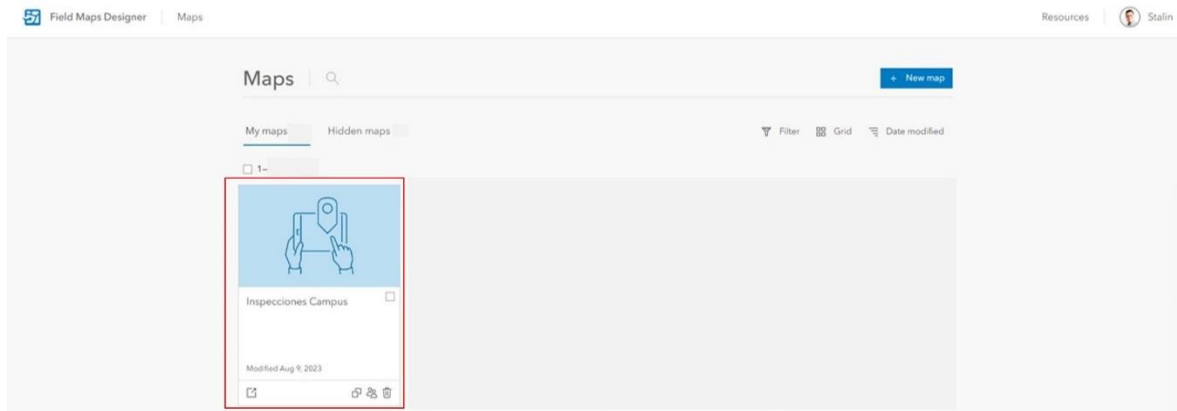 Field Maps Designer Maps Resources Stalin
Maps + New map
My maps Hidden maps Filter Grid Date modified
1–
Inspecciones Campus
Modified Aug 9, 2023